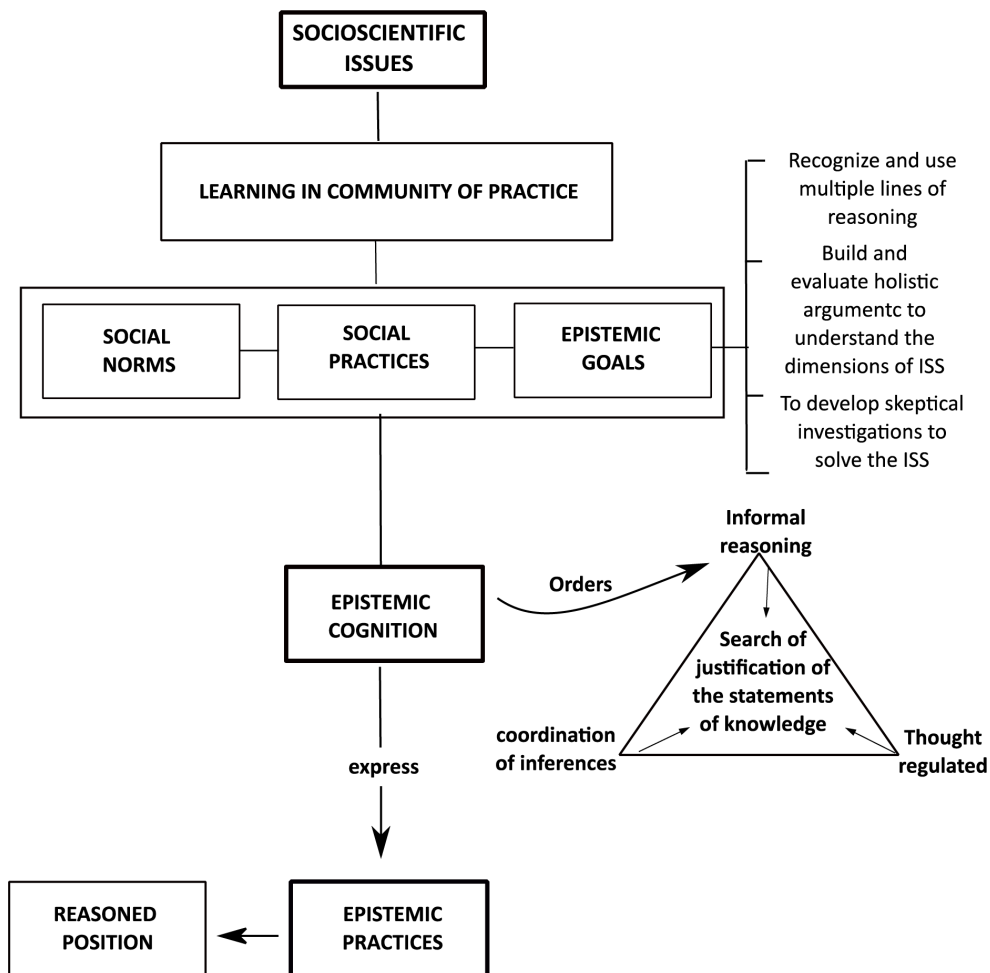 SOCIOSCIENTIFIC
ISSUES
LEARNING IN COMMUNITY OF PRACTICE
SOCIAL
NORMS
SOCIAL
PRACTICES
EPISTEMIC
GOALS
Recognize and use
multiple lines of
reasoning
Build and
evaluate holistic
argumentc to
understand the
dimensions of ISS
To develop skeptical
investigations to
solve the ISS
EPISTEMIC
COGNITION
Orders
Informal
reasoning
Search of
justification of
the statements
of knowledge
coordination
of inferences
Thought
regulated
express
REASONED
POSITION
EPISTEMIC
PRACTICES